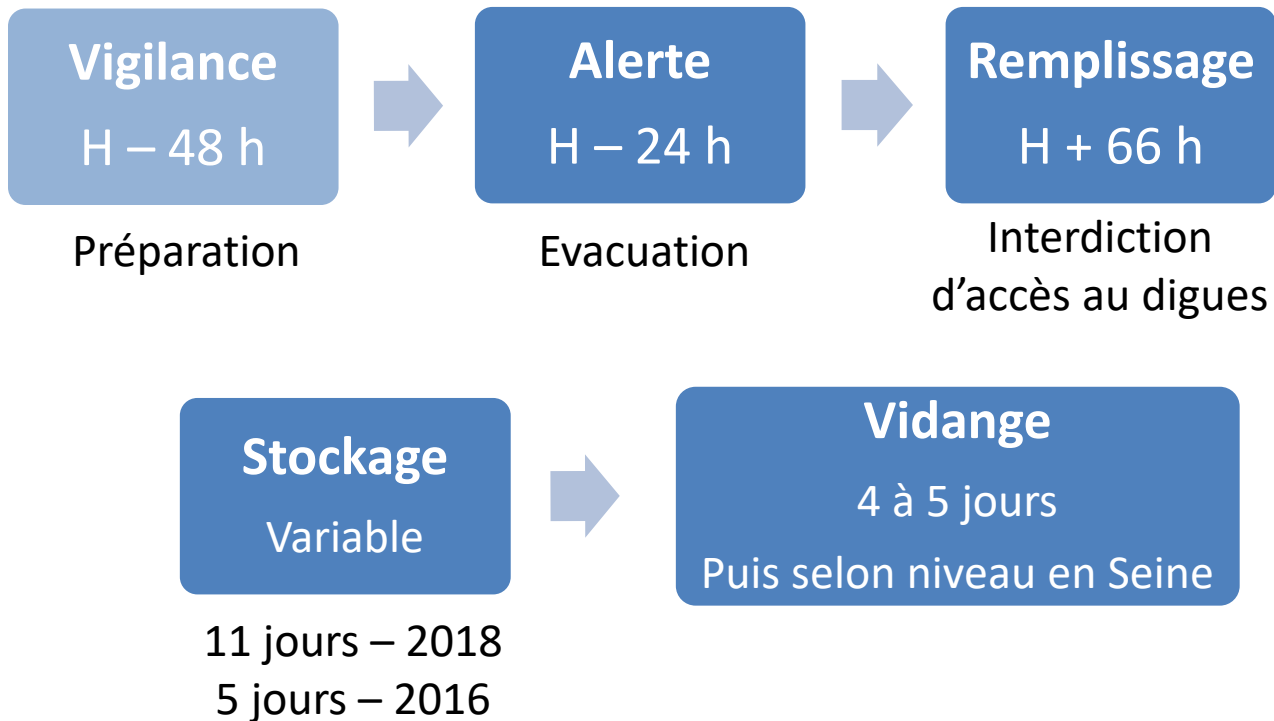 Vigilance
H – 48 h
Préparation
Alerte
H – 24 h
Evacuation
Remplissage
H + 66 h
Interdiction
d’accès au digues
Stockage
Variable
11 jours – 2018
5 jours – 2016
Vidange
4 à 5 jours
Puis selon niveau en Seine